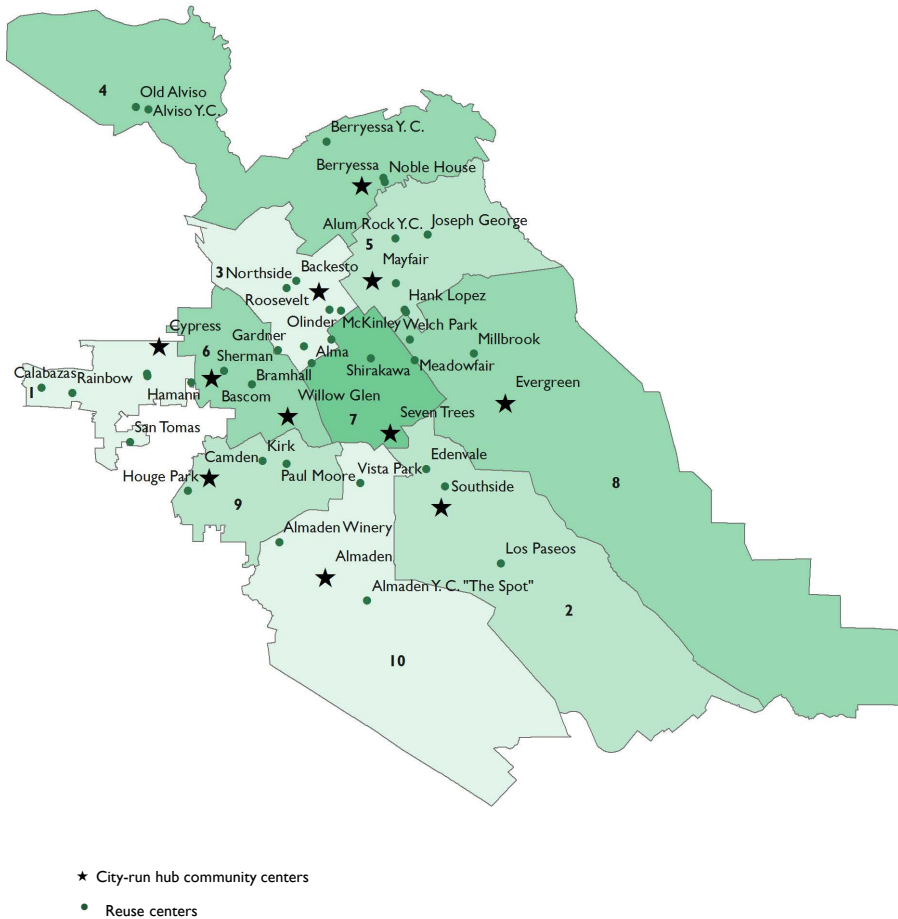 4
Old Alviso
Alviso Y.C.
Berryessa Y. C.
Berryessa
Noble House
Alum Rock Y.C.
Joseph George
5
Mayfair
3
Northside
Backesto
Roosevelt
Hank Lopez
Olinder
McKinley
Welch Park
Cypress
Gardner
Alma
Millbrook
6
Sherman
Shirakawa
Meadowfair
Calabazas
Rainbow
1
Hamann
Bramhall
Bascom
Willow Glen
Evergreen
7
Seven Trees
San Tomas
Kirk
Camden
Paul Moore
Vista Park
Edenvale
Houge Park
Southside
8
9
Almaden Winery
Almaden
Los Paseos
Almaden Y. C. "The Spot"
2
10
City-run hub community centers
Reuse centers